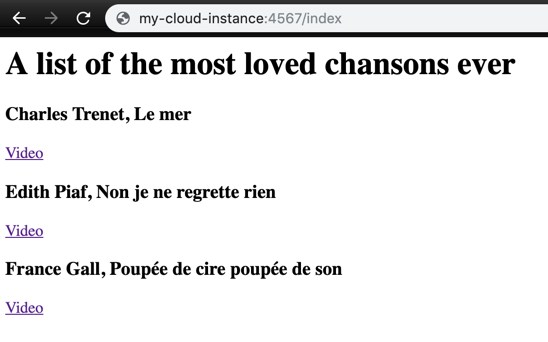 my-cloud-instance:4567/index
A list of the most loved chansons ever
Charles Trenet, Le mer
Video
Edith Piaf, Non je ne regrette rien
Video
France Gall, Poupée de cire poupée de son
Video